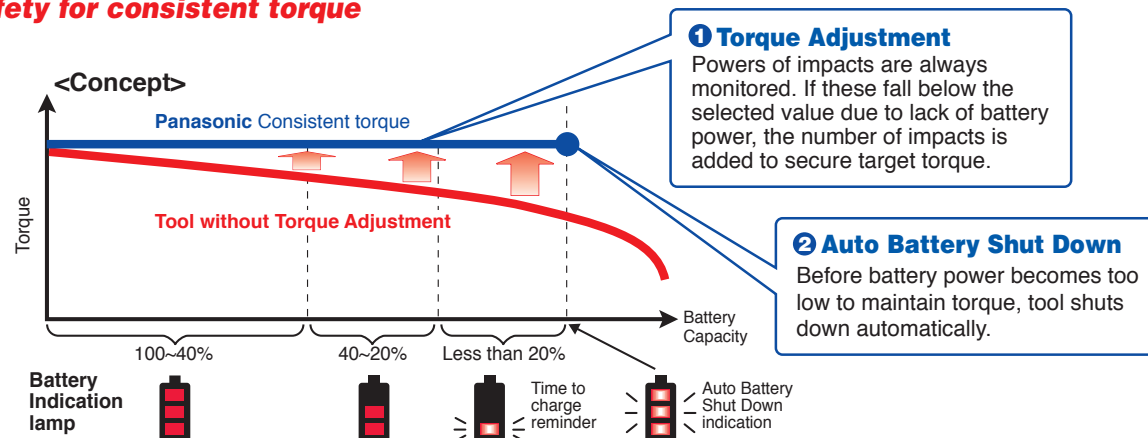 fety for consistent torque
<Concept>
Panasonic Consistent torque
Tool without Torque Adjustment
Torque
Battery
Capacity
1 Torque Adjustment
Powers of impacts are always
monitored. If these fall below the
selected value due to lack of battery
power, the number of impacts is
added to secure target torque.
2 Auto Battery Shut Down
Before battery power becomes too
low to maintain torque, tool shuts
down automatically.
100~40%
40~20%
Less than 20%
Battery
Indication
lamp
Time to
charge
reminder
Auto Battery
Shut Down
indication